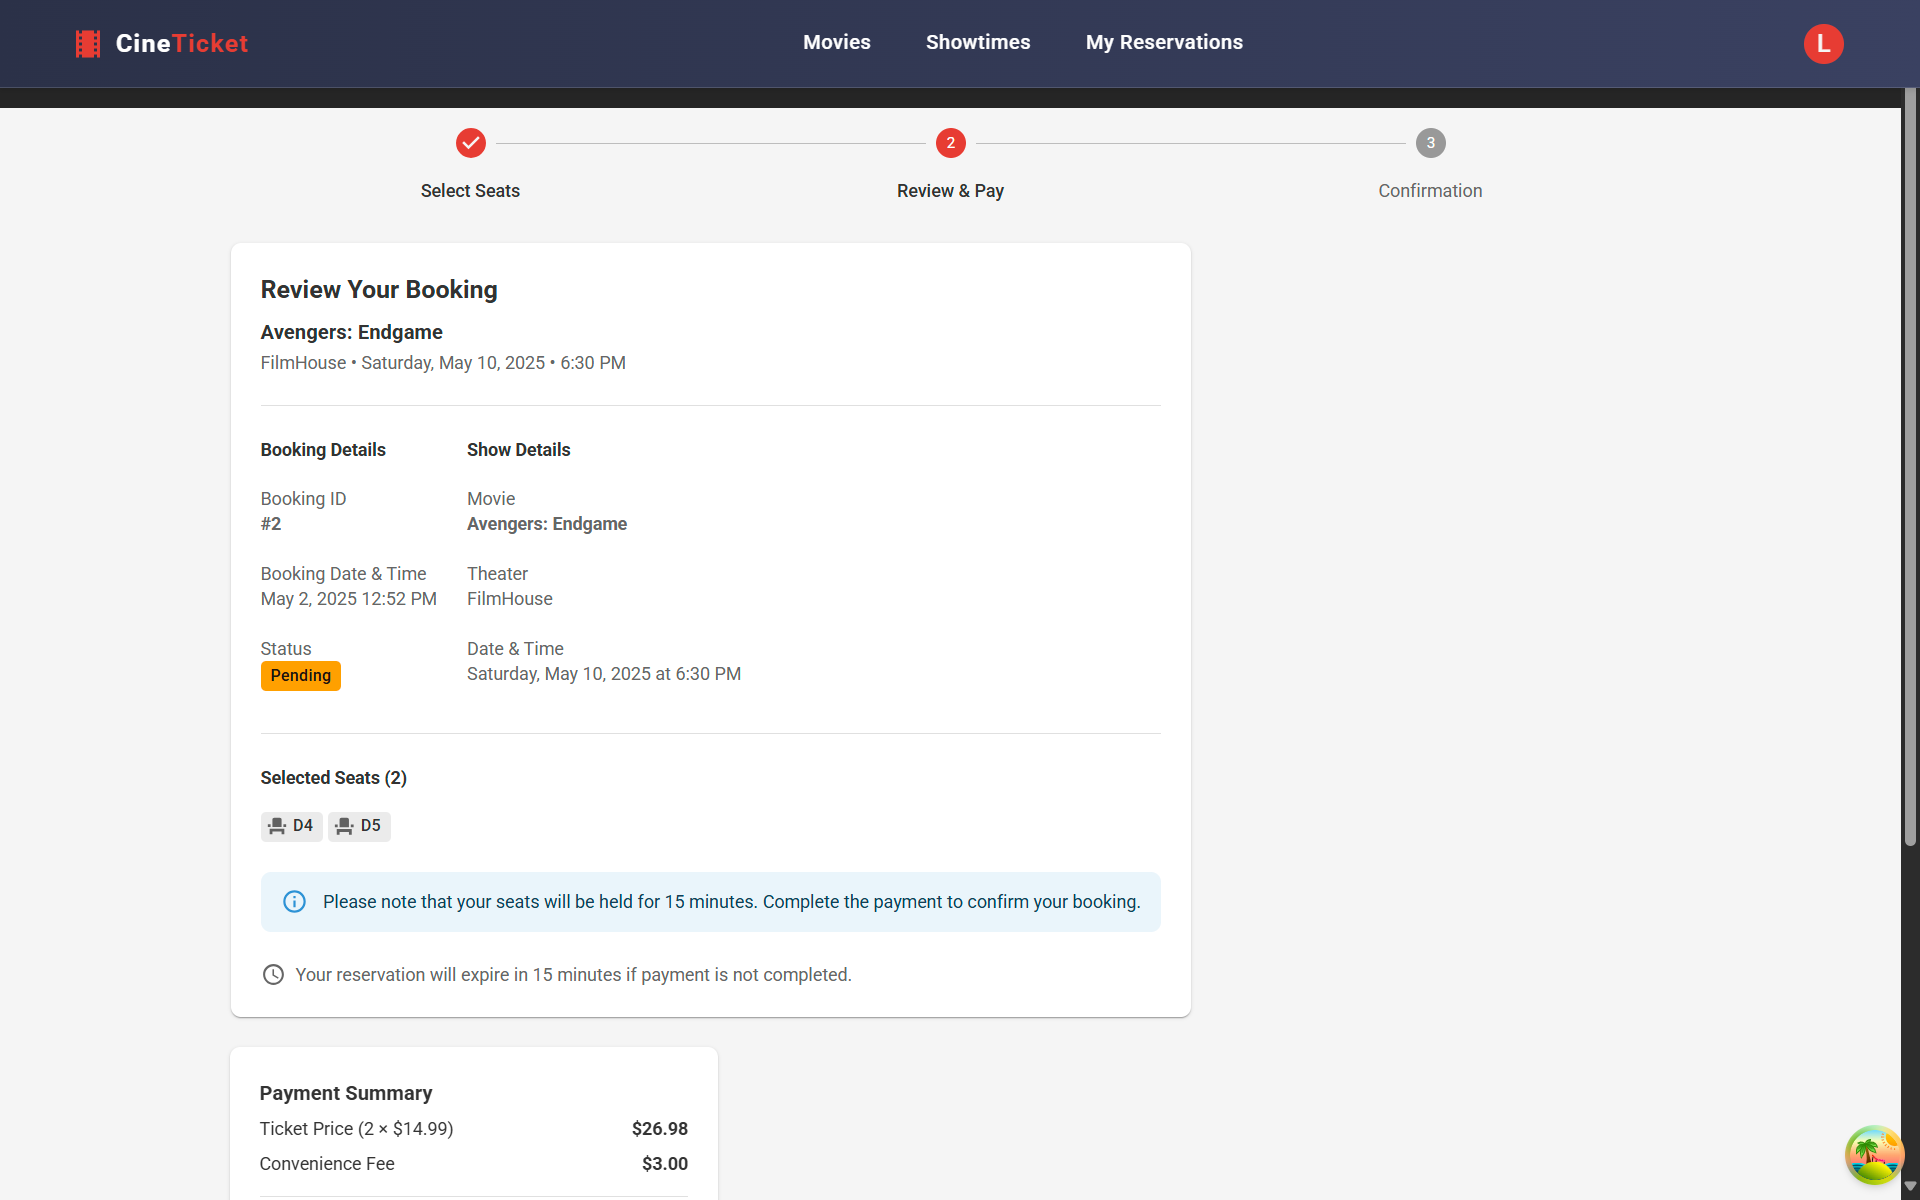 CineTicket
Movies
Showtimes
My Reservations
L
2
3
Select Seats
Review & Pay
Confirmation
Review Your Booking
Avengers: Endgame
FilmHouse • Saturday, May 10, 2025 • 6:30 PM
Booking Details
Booking ID
#2
Booking Date & Time
May 2, 2025 12:52 PM
Status
Pending
Show Details
Movie
Avengers: Endgame
Theater
FilmHouse
Date & Time
Saturday, May 10, 2025 at 6:30 PM
Selected Seats (2)
D4
D5
Please note that your seats will be held for 15 minutes. Complete the payment to confirm your booking.
Your reservation will expire in 15 minutes if payment is not completed.
Payment Summary
Ticket Price (2 × $14.99) $26.98
Convenience Fee $3.00